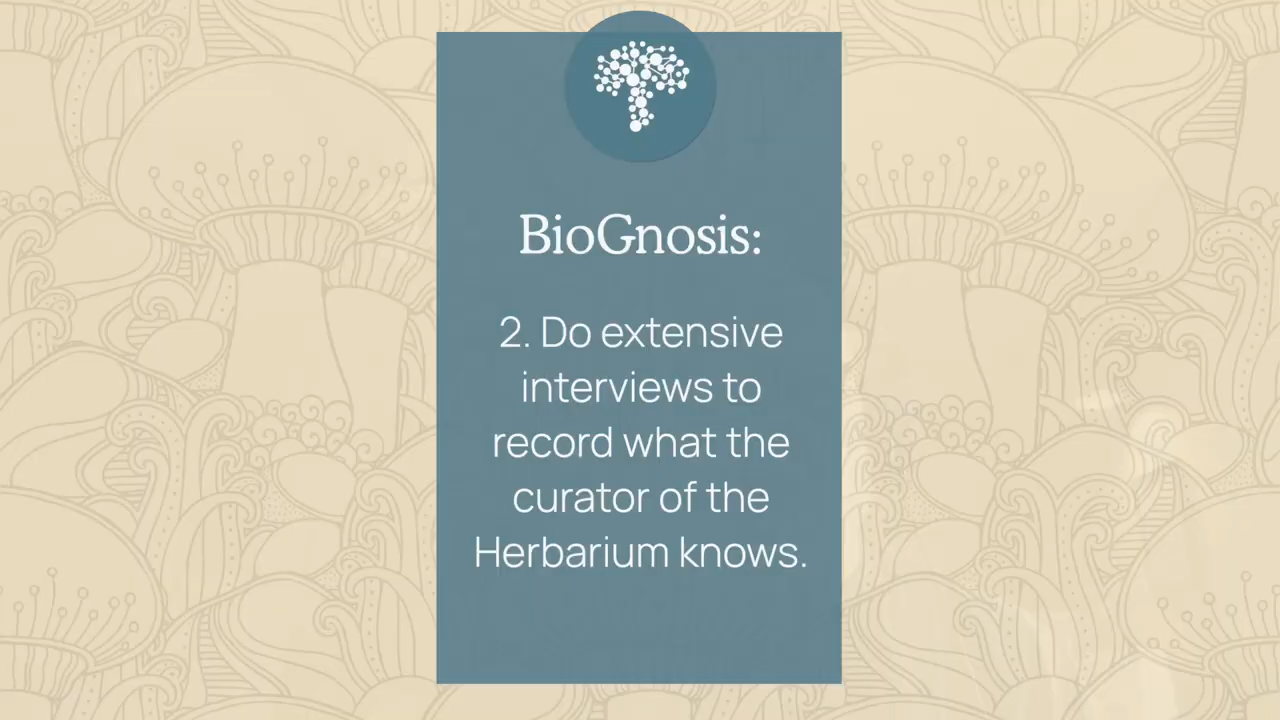 BioGnosis:
2. Do extensive
interviews to
record what the
curator of the
Herbarium knows.